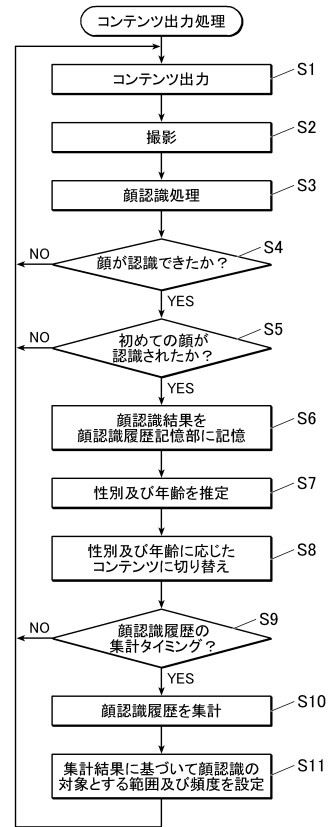 コンテンツ出力処理
コンテンツ出力
S1
撮影
S2
顔認識処理
S3
顔が認識できたか？
S4
NO
YES
初めての顔が
認識されたか？
S5
NO
YES
顔認識結果を
顔認識履歴記憶部に記憶
S6
性別及び年齢を推定
S7
性別及び年齢に応じた
コンテンツに切り替え
S8
顔認識履歴の
集計タイミング？
S9
NO
YES
顔認識履歴を集計
S10
集計結果に基づいて顔認識の
対象とする範囲及び頻度を設定
S11